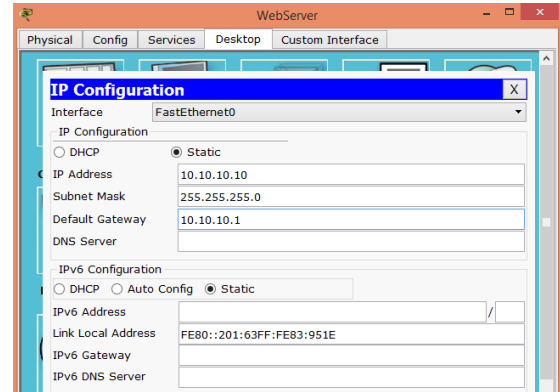 WebServer
Physical Config Services Desktop Custom Interface
IP Configuration X
Interface FastEthernet0
IP Configuration
DHCP Static
IP Address 10.10.10.10
Subnet Mask 255.255.255.0
Default Gateway 10.10.10.1
DNS Server
IPv6 Configuration
DHCP Auto Config Static
IPv6 Address /
Link Local Address FE80::201:63FF:FE83:951E
IPv6 Gateway
IPv6 DNS Server